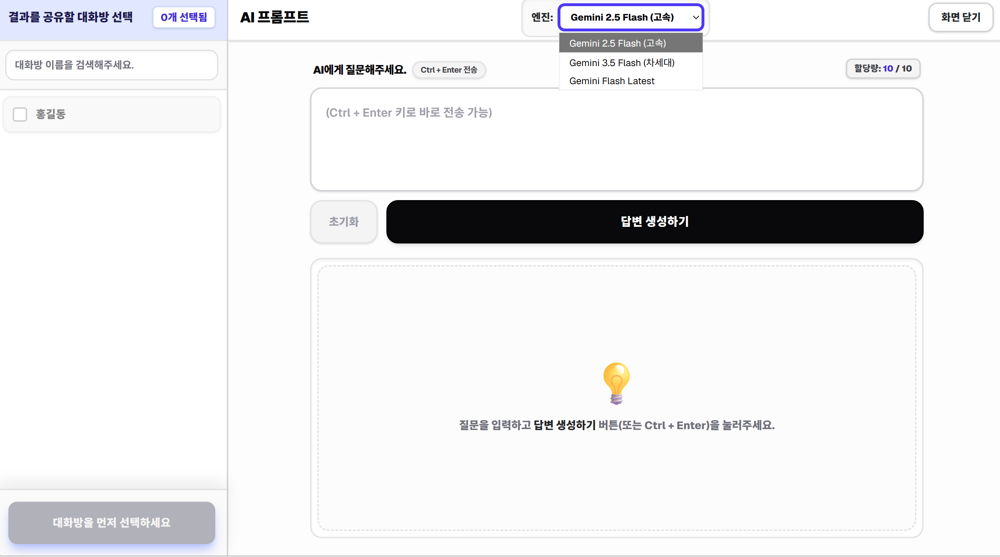 결과를 공유할 대화방 선택
0개 선택됨
대화방 이름을 검색해주세요.
홍길동
대화방을 먼저 선택하세요
AI 프롬프트
엔진:
Gemini 2.5 Flash (고속)
화면 닫기
Gemini 2.5 Flash (고속)
Gemini 3.5 Flash (차세대)
Gemini Flash Latest
AI에게 질문해주세요.
Ctrl + Enter 전송
할당량: 10 / 10
(Ctrl + Enter 키로 바로 전송 가능)
초기화
답변 생성하기
질문을 입력하고 답변 생성하기 버튼(또는 Ctrl + Enter)을 눌러주세요.